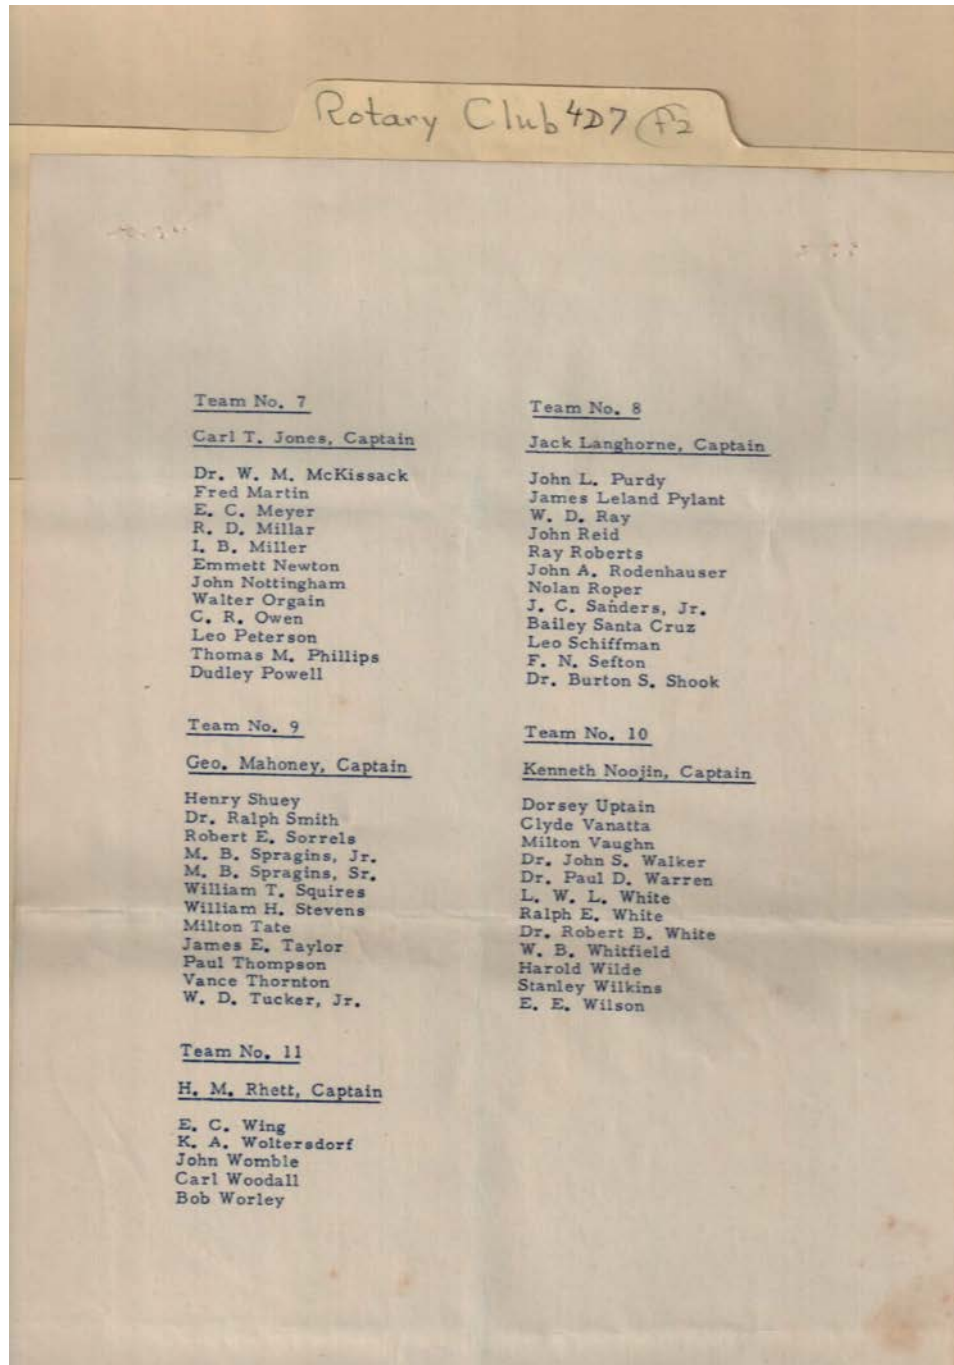 Rotary Club 4D7 F2
Team No. 7
Carl T. Jones, Captain
Dr. W. M. McKissack
Fred Martin
E. C. Meyer
R. D. Millar
I. B. Miller
Emmett Newton
John Nottingham
Walter Orgain
C. R. Owen
Leo Peterson
Thomas M. Phillips
Dudley Powell
Team No. 8
Jack Langhorne, Captain
John L. Purdy
James Leland Pylant
W. D. Ray
John Reid
Ray Roberts
John A. Rodenhauser
Nolan Roper
J. C. Sanders, Jr.
Bailey Santa Cruz
Leo Schiffman
F. N. Sefton
Dr. Burton S. Shook
Team No. 9
Geo. Mahoney, Captain
Henry Shuey
Dr. Ralph Smith
Robert E. Sorrels
M. B. Spragins, Jr.
M. B. Spragins, Sr.
William T. Squires
William H. Stevens
Milton Tate
James E. Taylor
Paul Thompson
Vance Thornton
W. D. Tucker, Jr.
Team No. 10
Kenneth Noojin, Captain
Dorsey Uptain
Clyde Vanatta
Milton Vaughn
Dr. John S. Walker
Dr. Paul D. Warren
L. W. L. White
Ralph E. White
Dr. Robert B. White
W. B. Whitfield
Harold Wilde
Stanley Wilkins
E. E. Wilson
Team No. 11
H. M. Rhett, Captain
E. C. Wing
K. A. Woltersdorf
John Womble
Carl Woodall
Bob Worley